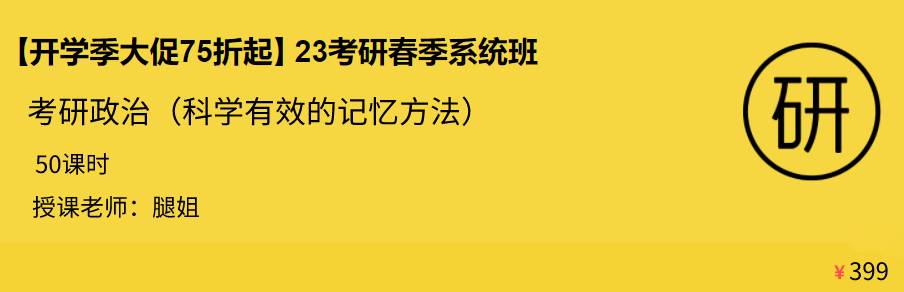 【开学季大促75折起】23考研春季系统班
考研政治（科学有效的记忆方法）
50课时
授课老师：腿姐
研
¥399